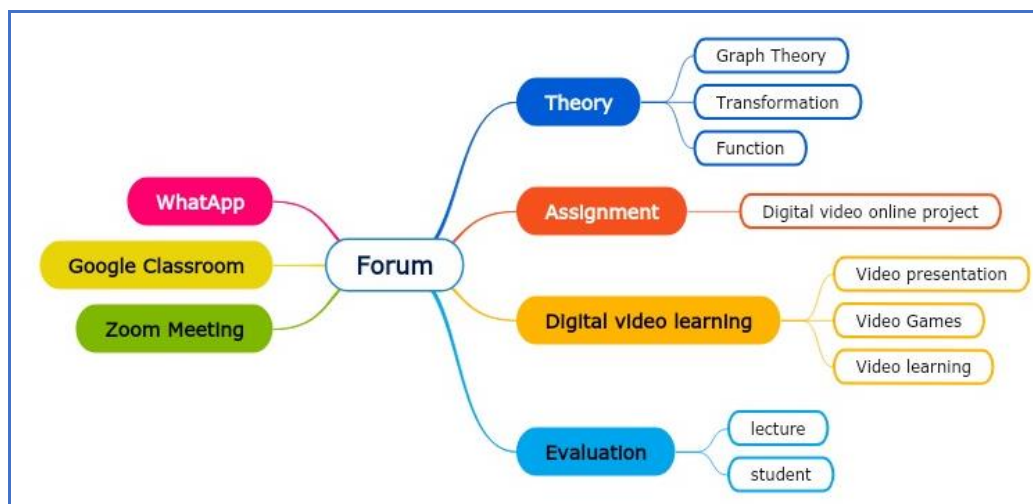 WhatApp
Google Classroom
Zoom Meeting
Forum
Theory
Graph Theory
Transformation
Function
Assignment
Digital video online project
Digital video learning
Video presentation
Video Games
Video learning
Evaluation
lecture
student